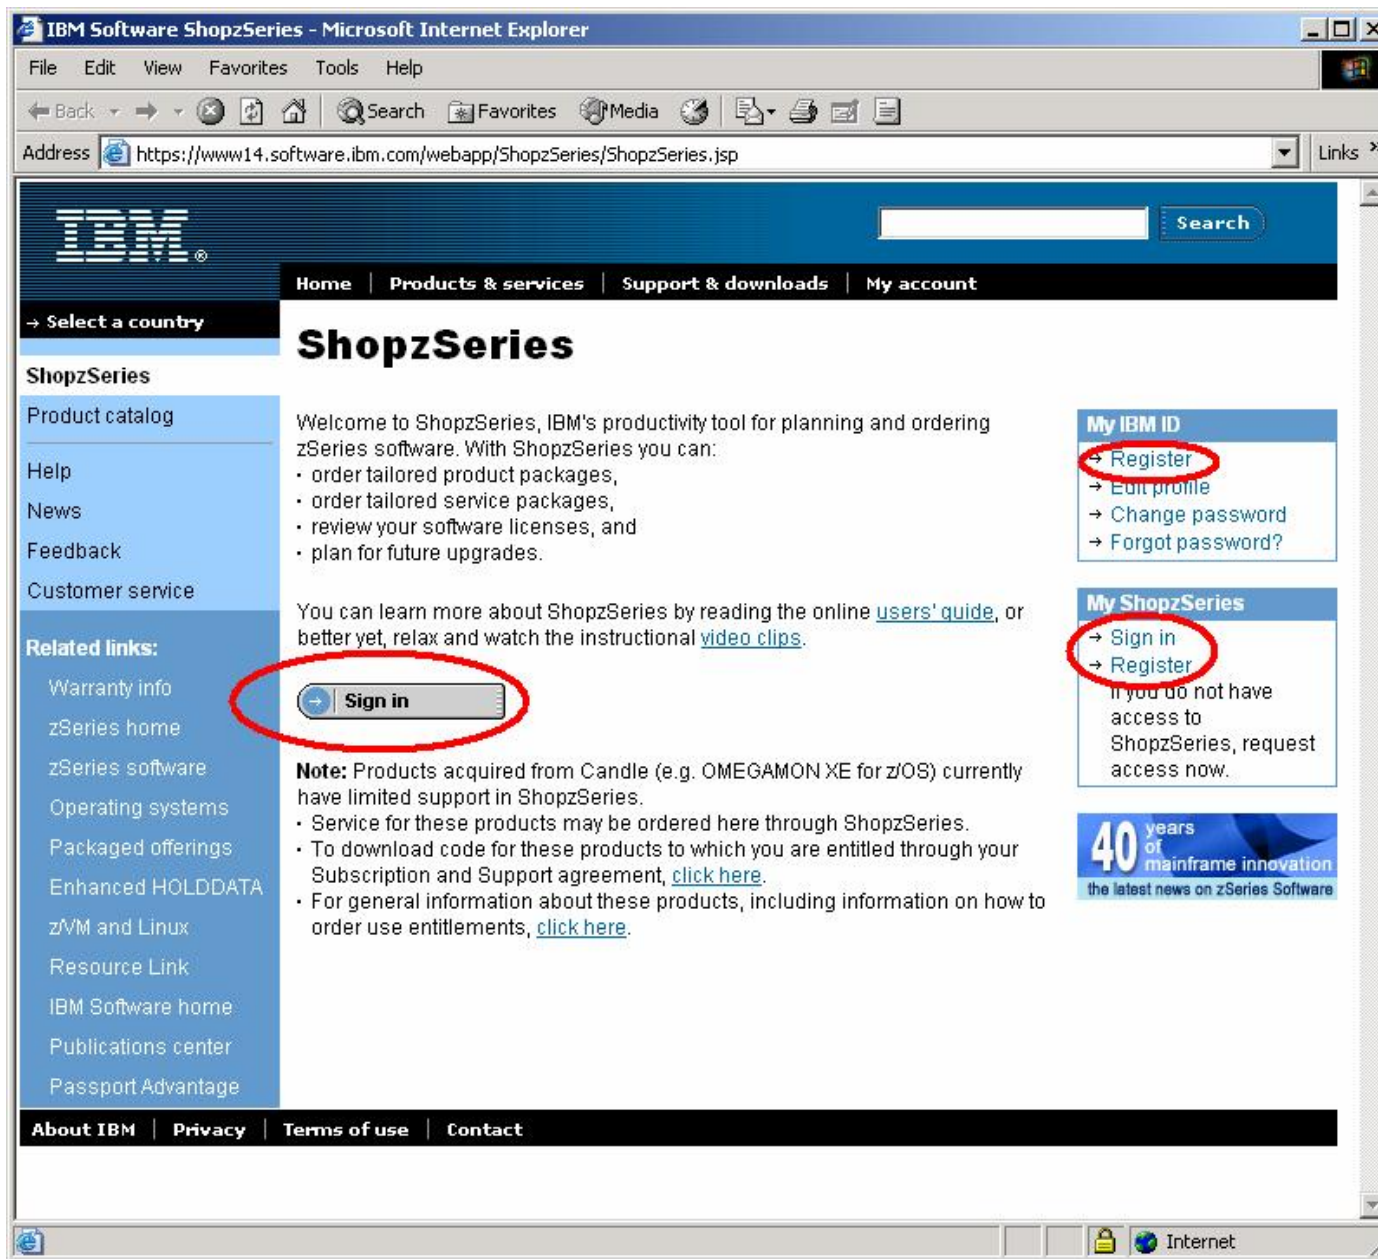 IBM Software ShopzSeries - Microsoft Internet Explorer
File Edit View Favorites Tools Help
Back Search Favorites Media
Address https://www14.software.ibm.com/webapp/ShopzSeries/ShopzSeries.jsp Links »
IBM®
Search
Home | Products & services | Support & downloads | My account
→ Select a country
ShopzSeries
Product catalog
Help
News
Feedback
Customer service
Related links:
Warranty info
zSeries home
zSeries software
Operating systems
Packaged offerings
Enhanced HOLDDATA
z/VM and Linux
Resource Link
IBM Software home
Publications center
Passport Advantage
ShopzSeries
Welcome to ShopzSeries, IBM's productivity tool for planning and ordering
zSeries software. With ShopzSeries you can:
· order tailored product packages,
· order tailored service packages,
· review your software licenses, and
· plan for future upgrades.
You can learn more about ShopzSeries by reading the online users' guide, or
better yet, relax and watch the instructional video clips.
Sign in
Note: Products acquired from Candle (e.g. OMEGAMON XE for z/OS) currently
have limited support in ShopzSeries.
· Service for these products may be ordered here through ShopzSeries.
· To download code for these products to which you are entitled through your
Subscription and Support agreement, click here.
· For general information about these products, including information on how to
order use entitlements, click here.
My IBM ID
→ Register
→ Edit profile
→ Change password
→ Forgot password?
My ShopzSeries
→ Sign in
→ Register
If you do not have
access to
ShopzSeries, request
access now.
40 years
of
mainframe innovation
the latest news on zSeries Software
About IBM | Privacy | Terms of use | Contact
Internet